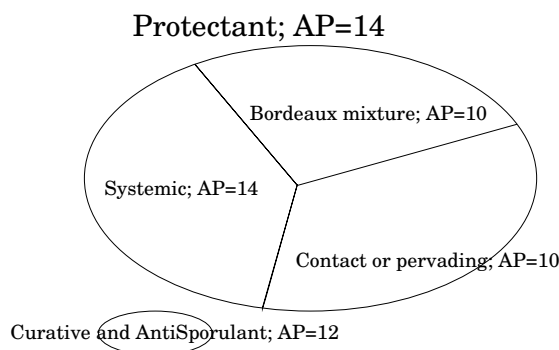 Protectant; AP=14
Bordeaux mixture; AP=10
Systemic; AP=14
Contact or pervading; AP=10
Curative and AntiSporulant; AP=12